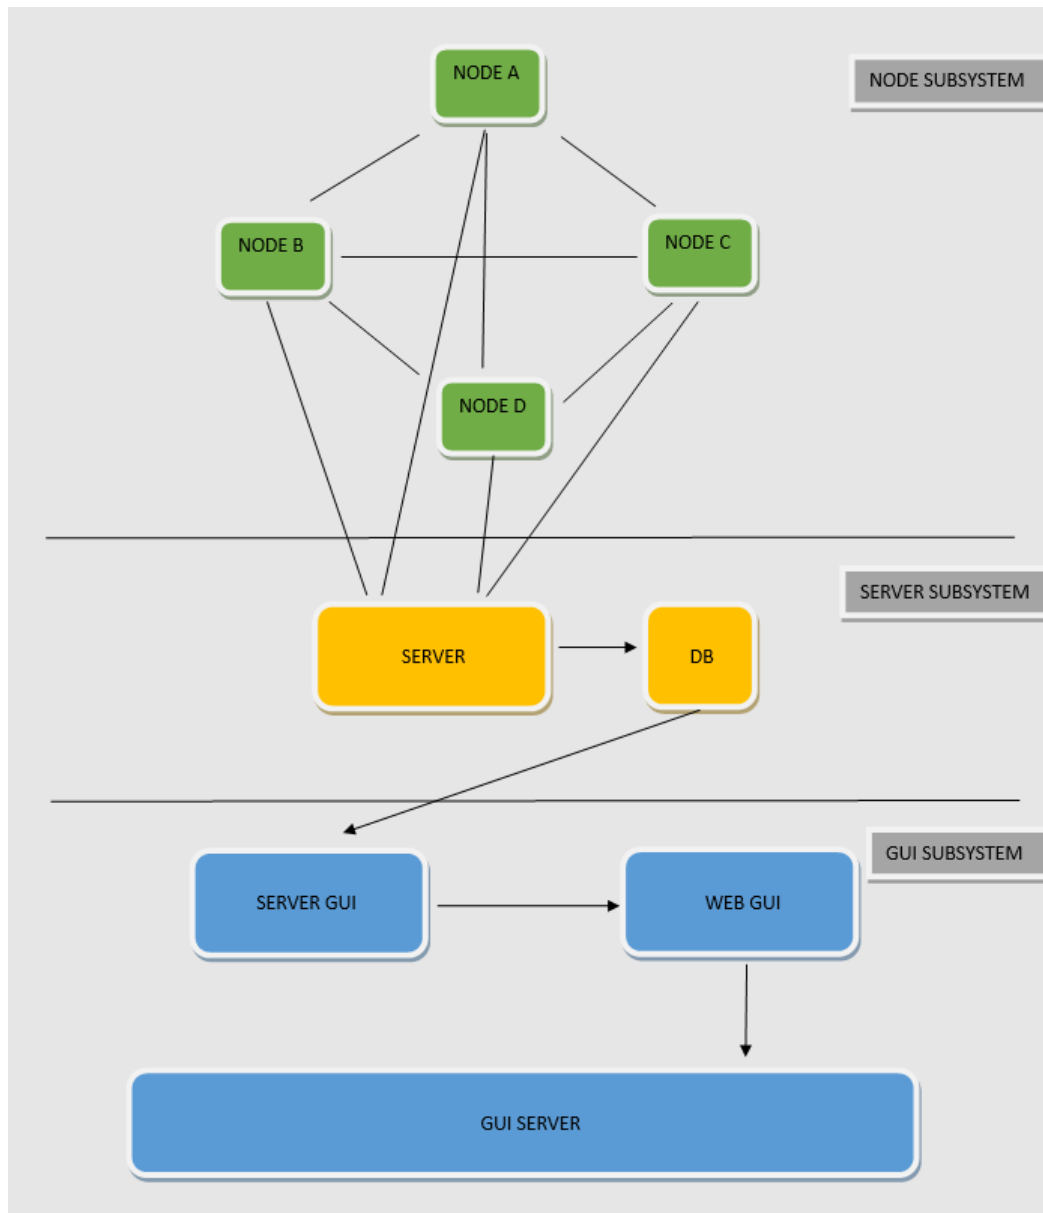 NODE A
NODE SUBSYSTEM
NODE B
NODE C
NODE D
SERVER SUBSYSTEM
SERVER
DB
GUI SUBSYSTEM
SERVER GUI
WEB GUI
GUI SERVER